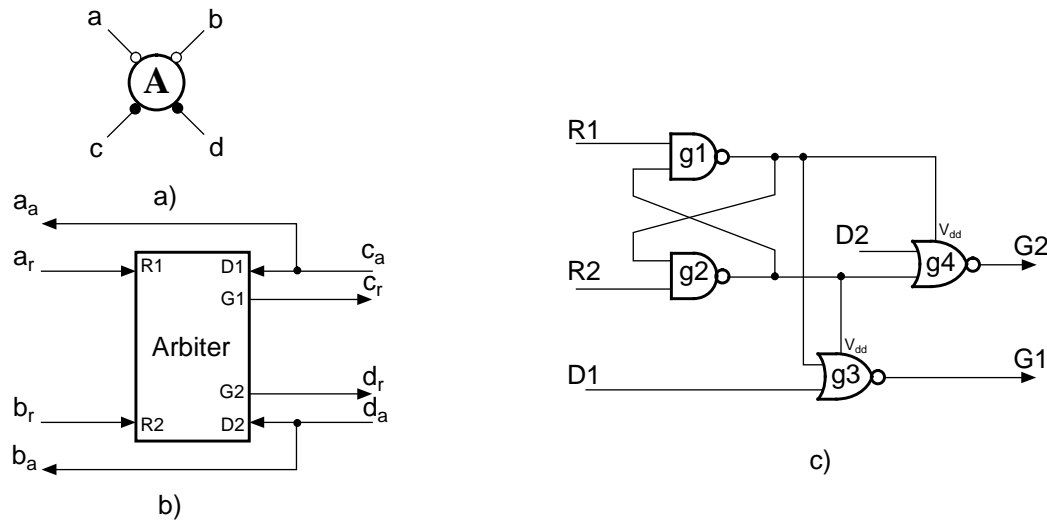 a
b
A
c
d
a)
a_a
a_r
R1
D1
c_a
G1
c_r
Arbiter
G2
d_r
b_r
R2
D2
d_a
b_a
b)
R1
g1
V_dd
D2
G2
g4
R2
g2
V_dd
D1
g3
G1
c)